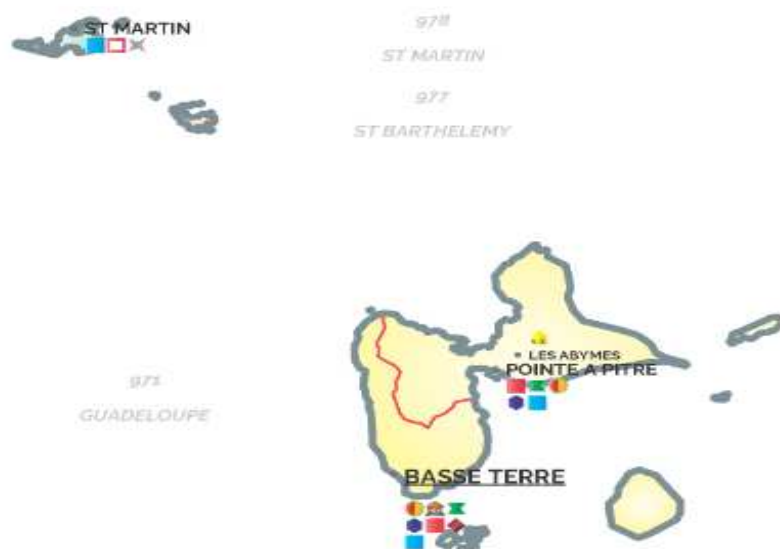 ST MARTIN
978
ST MARTIN
977
ST BARTHELEMY
LES ABYMES
POINTE A PITRE
971
GUADELOUPE
BASSE TERRE